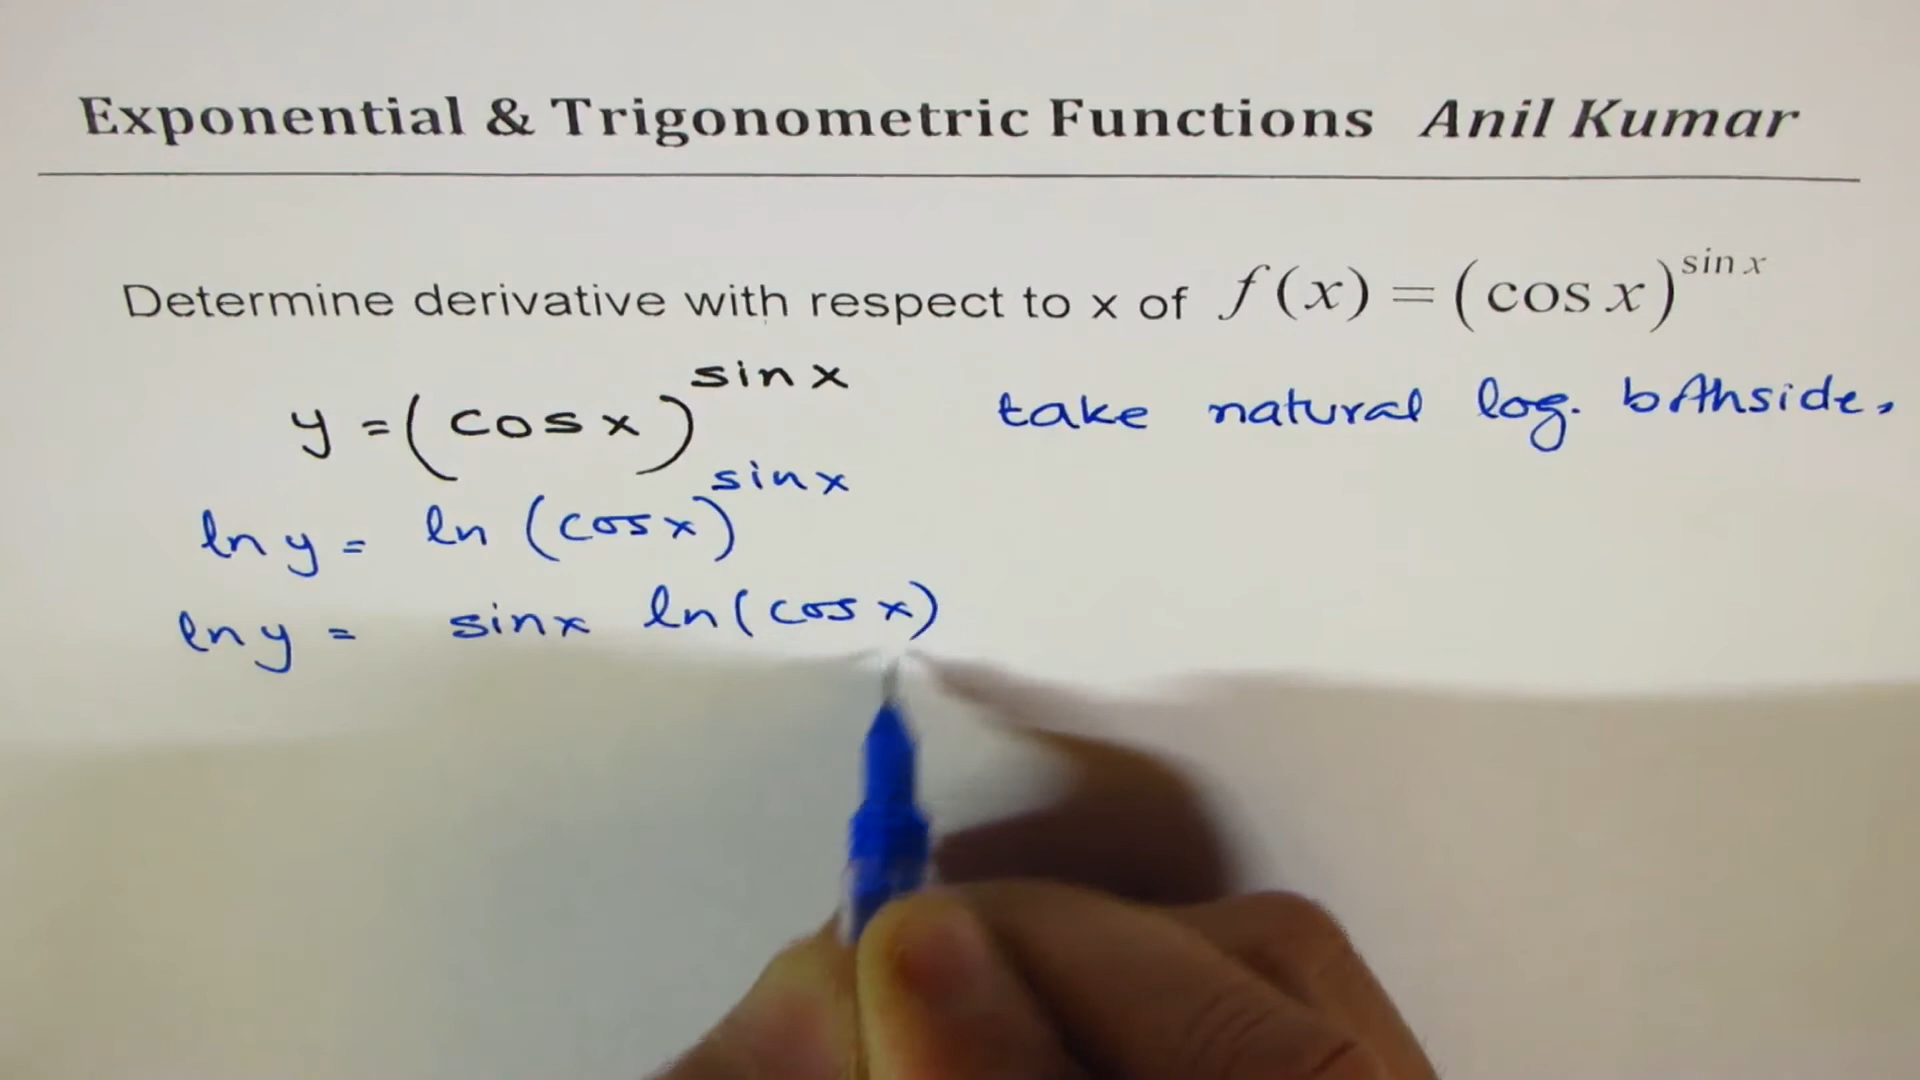 Exponential & Trigonometric Functions Anil Kumar
Determine derivative with respect to x of f(x) = (cos x)^sin x
y = (cos x)^sin x take natural log. bothside.
ln y = ln (cos x)^sin x
ln y = sin x ln(cos x)